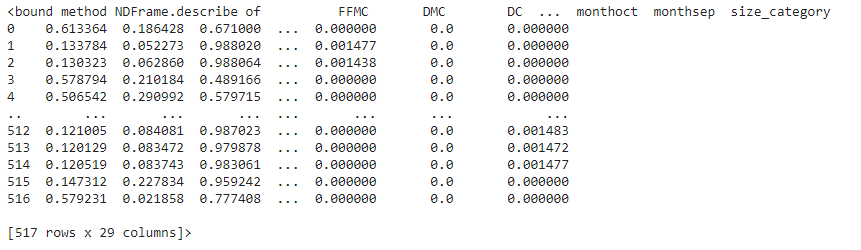 <bound method NDFrame.describe of          FFMC       DMC        DC  ...  monthoct  monthsep  size_category
0    0.613364  0.186428  0.671000  ...  0.000000       0.0       0.000000
1    0.133784  0.052273  0.988020  ...  0.001477       0.0       0.000000
2    0.130323  0.062860  0.988064  ...  0.001438       0.0       0.000000
3    0.578794  0.210184  0.489166  ...  0.000000       0.0       0.000000
4    0.506542  0.290992  0.579715  ...  0.000000       0.0       0.000000
..        ...       ...       ...  ...       ...       ...            ...
512  0.121005  0.084081  0.987023  ...  0.000000       0.0       0.001483
513  0.120129  0.083472  0.979878  ...  0.000000       0.0       0.001472
514  0.120519  0.083743  0.983061  ...  0.000000       0.0       0.001477
515  0.147312  0.227834  0.959242  ...  0.000000       0.0       0.000000
516  0.579231  0.021858  0.777408  ...  0.000000       0.0       0.000000
[517 rows x 29 columns]>